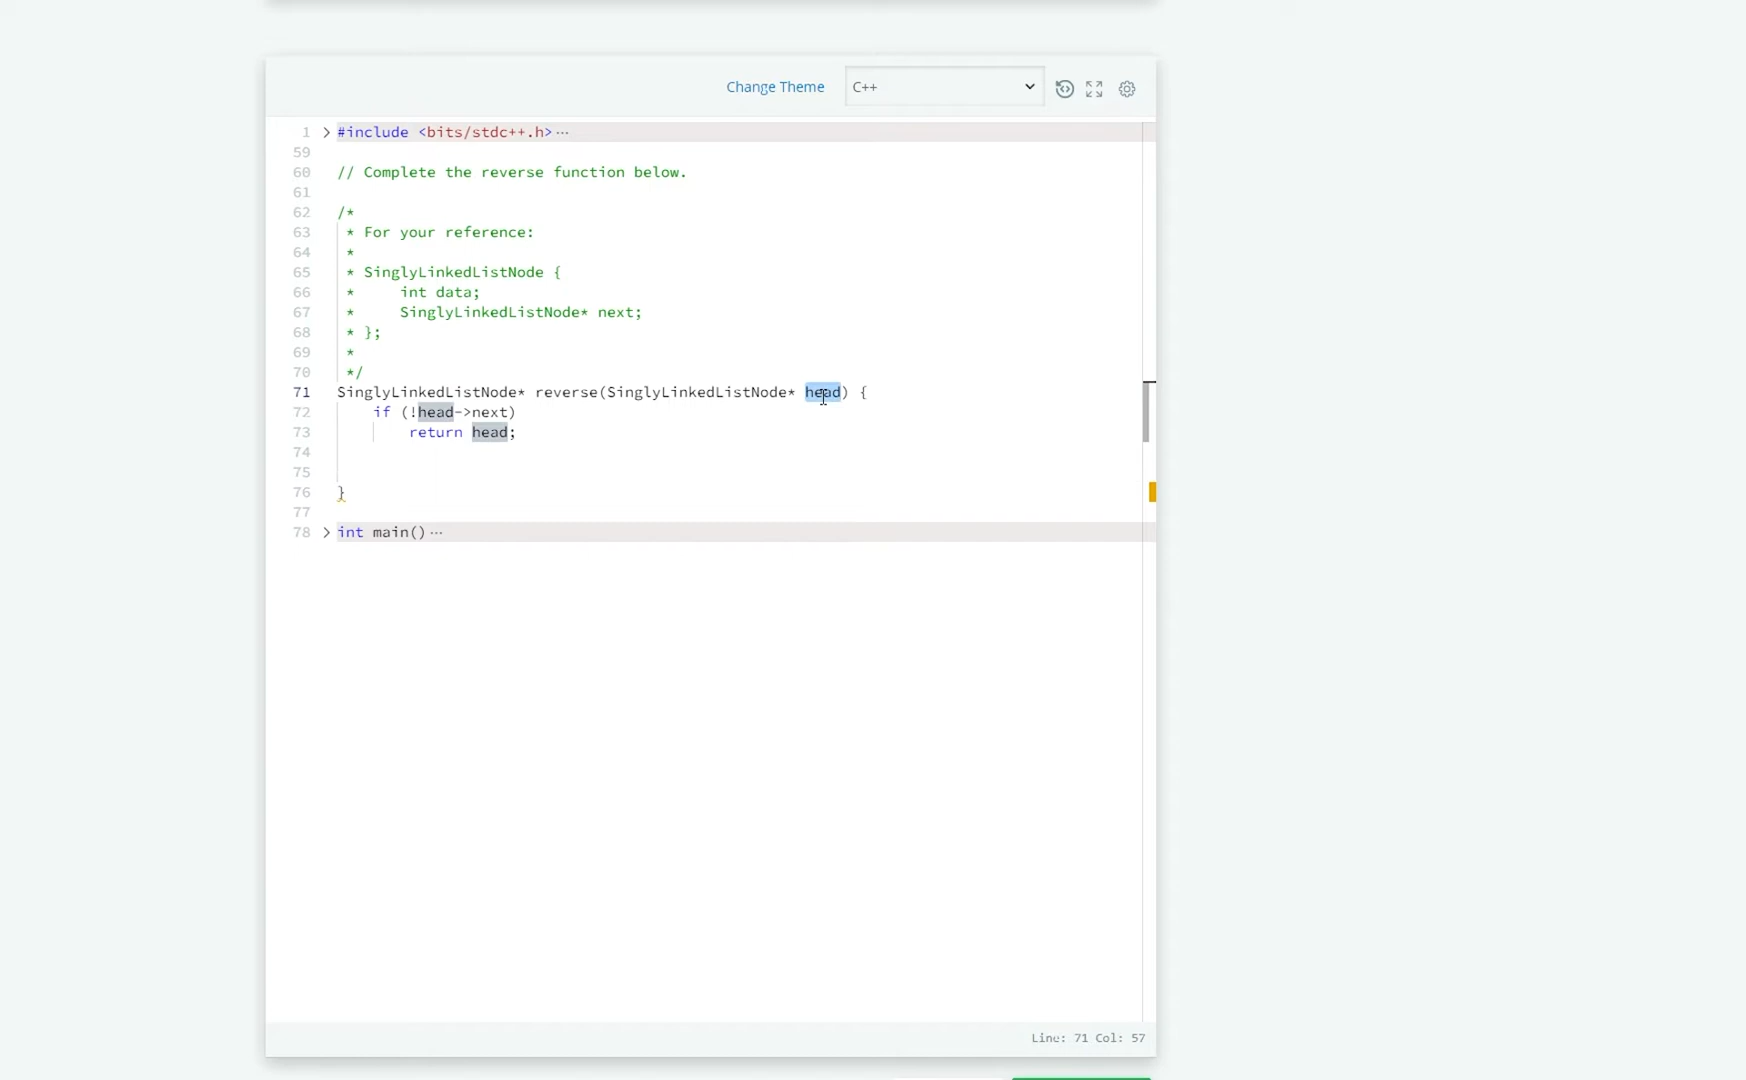 Change Theme C++
1 #include <bits/stdc++.h>···
59
60 // Complete the reverse function below.
61
62 /*
63 * For your reference:
64 *
65 * SinglyLinkedListNode {
66 *     int data;
67 *     SinglyLinkedListNode* next;
68 * };
69 *
70 */
71 SinglyLinkedListNode* reverse(SinglyLinkedListNode* head) {
72     if (!head->next)
73         return head;
74
75
76 }
77
78 int main()···
Line: 71 Col: 57